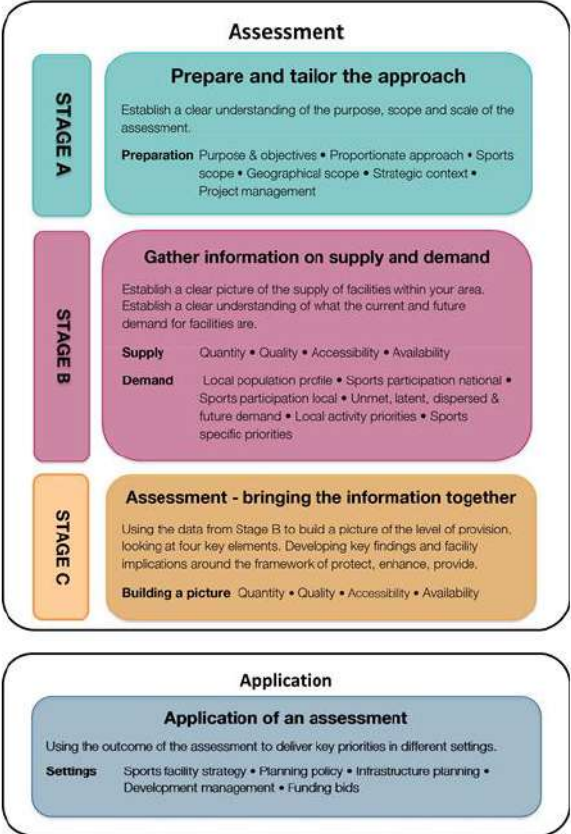 Assessment
STAGE A
Prepare and tailor the approach
Establish a clear understanding of the purpose, scope and scale of the
assessment.
Preparation Purpose & objectives • Proportionate approach • Sports
scope • Geographical scope • Strategic context •
Project management
STAGE B
Gather information on supply and demand
Establish a clear picture of the supply of facilities within your area.
Establish a clear understanding of what the current and future
demand for facilities are.
Supply Quantity • Quality • Accessibility • Availability
Demand Local population profile • Sports participation national •
Sports participation local • Unmet, latent, dispersed &
future demand • Local activity priorities • Sports
specific priorities
STAGE C
Assessment - bringing the information together
Using the data from Stage B to build a picture of the level of provision,
looking at four key elements. Developing key findings and facility
implications around the framework of protect, enhance, provide.
Building a picture Quantity • Quality • Accessibility • Availability
Application
Application of an assessment
Using the outcome of the assessment to deliver key priorities in different settings.
Settings Sports facility strategy • Planning policy • Infrastructure planning •
Development management • Funding bids